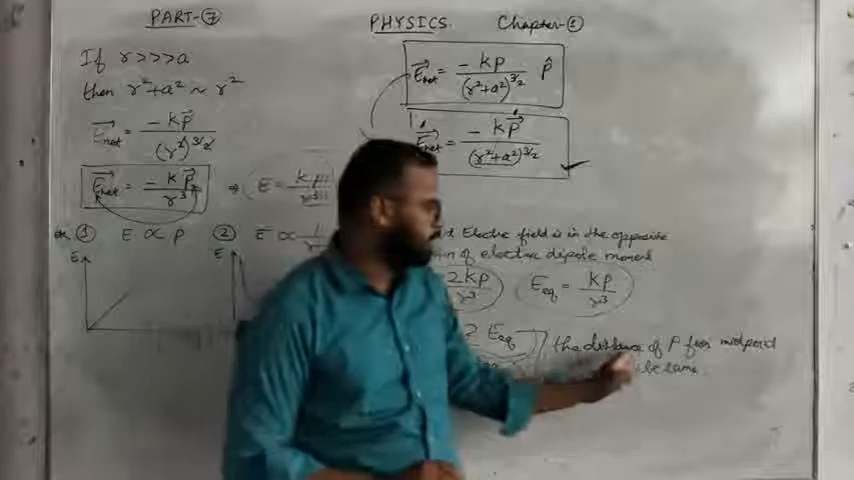 PART-⑦
PHYSICS. Chapter-①
If r>>>a
then r²+a² ~ r²
E⃗net = -kp⃗/(r²)^3/2
E⃗net = -kp⃗/r³ ⇒ E = kp/r³
① E ∝ p ② E ∝ 1/r
E E
E⃗net = -kp/(r²+a²)^3/2 p̂
E⃗net = -kp⃗/(r²+a²)^3/2
Electric field is in the opposite
of electric dipole moment
2kp/r³ Eeq = kp/r³
2 Eeq
the distance of P from midpoint
be same.